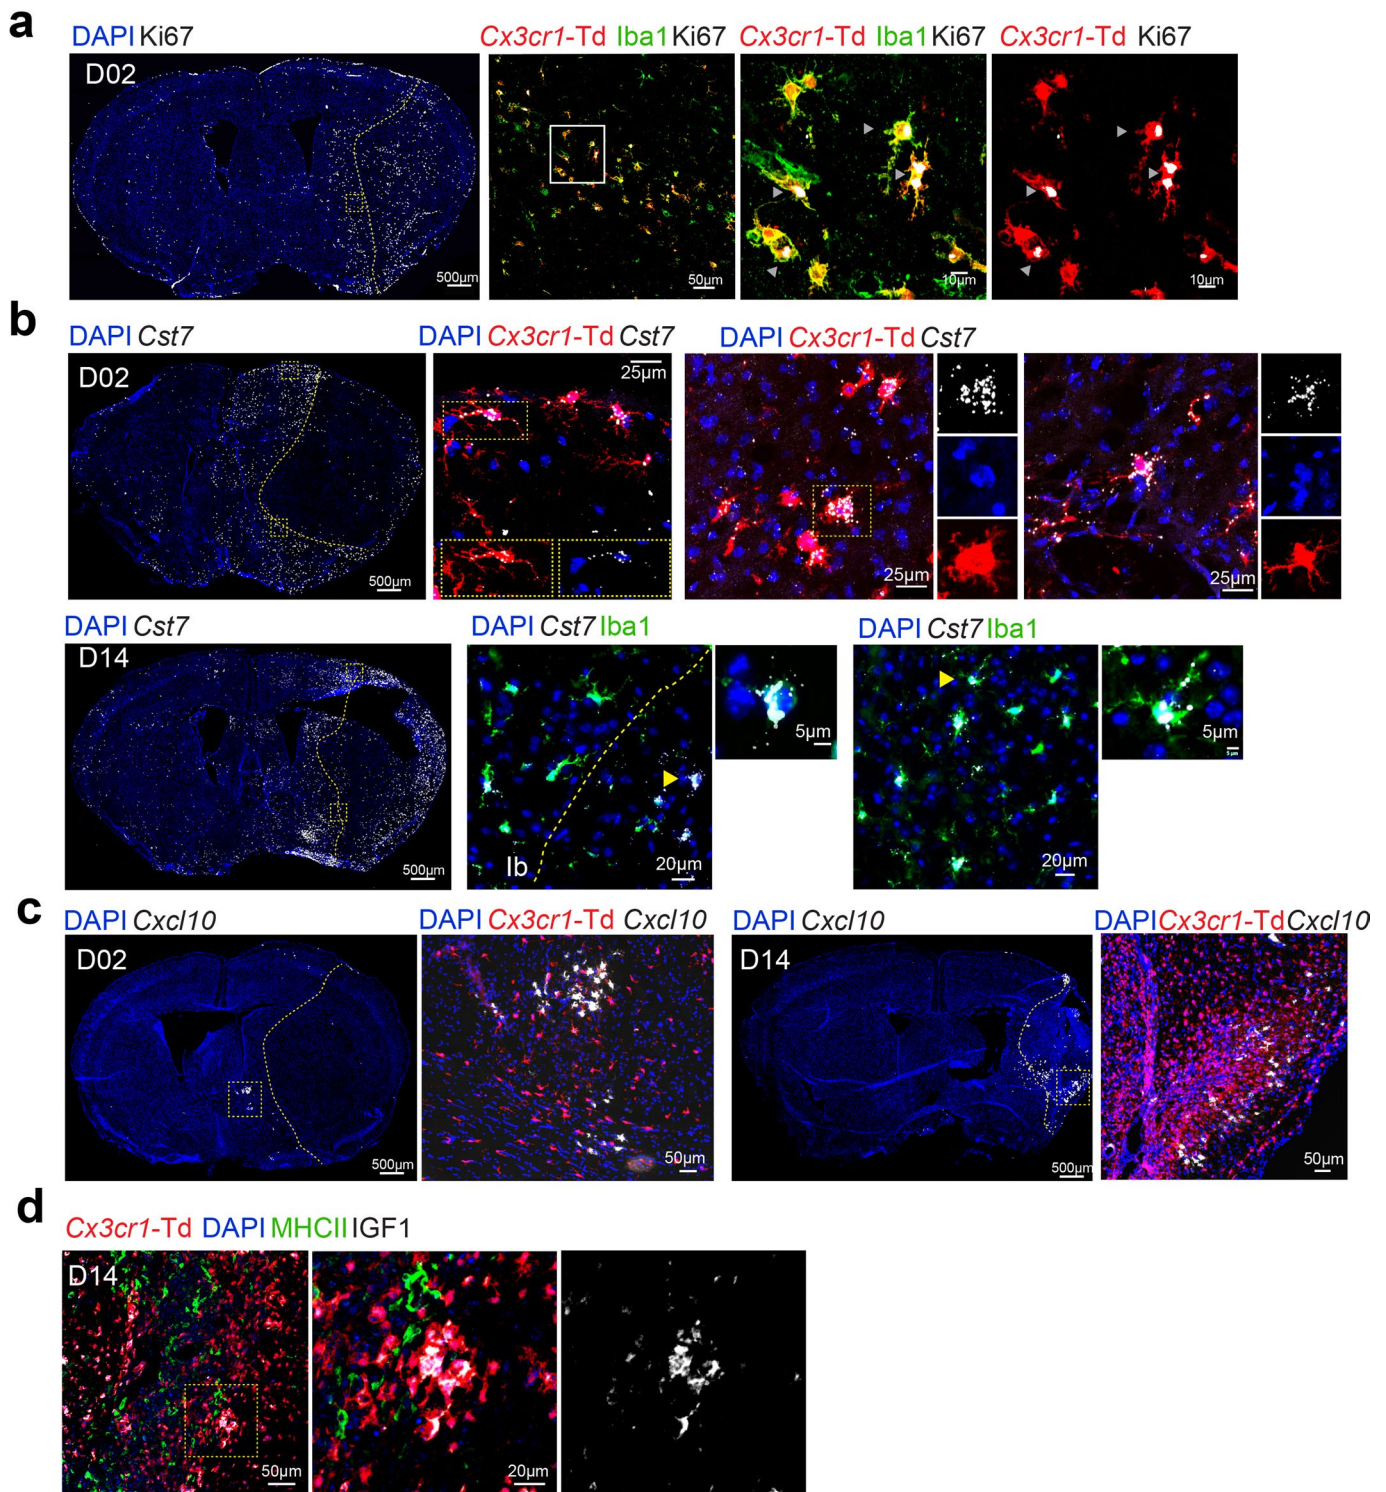 a
DAPI Ki67
Cx3cr1-Td Iba1 Ki67
Cx3cr1-Td Iba1 Ki67
Cx3cr1-Td Ki67
D02
500µm
50µm
10µm
10µm
b
DAPI Cst7
DAPI Cx3cr1-Td Cst7
DAPI Cx3cr1-Td Cst7
D02
25µm
500µm
25µm
25µm
DAPI Cst7
DAPI Cst7 Iba1
DAPI Cst7 Iba1
D14
5µm
5µm
5 µm
Ib
500µm
20µm
20µm
c
DAPI Cxcl10
DAPI Cx3cr1-Td Cxcl10
DAPI Cxcl10
DAPI Cx3cr1-Td Cxcl10
D02
D14
500µm
50µm
500µm
50µm
d
Cx3cr1-Td DAPI MHCII IGF1
D14
50µm
20µm